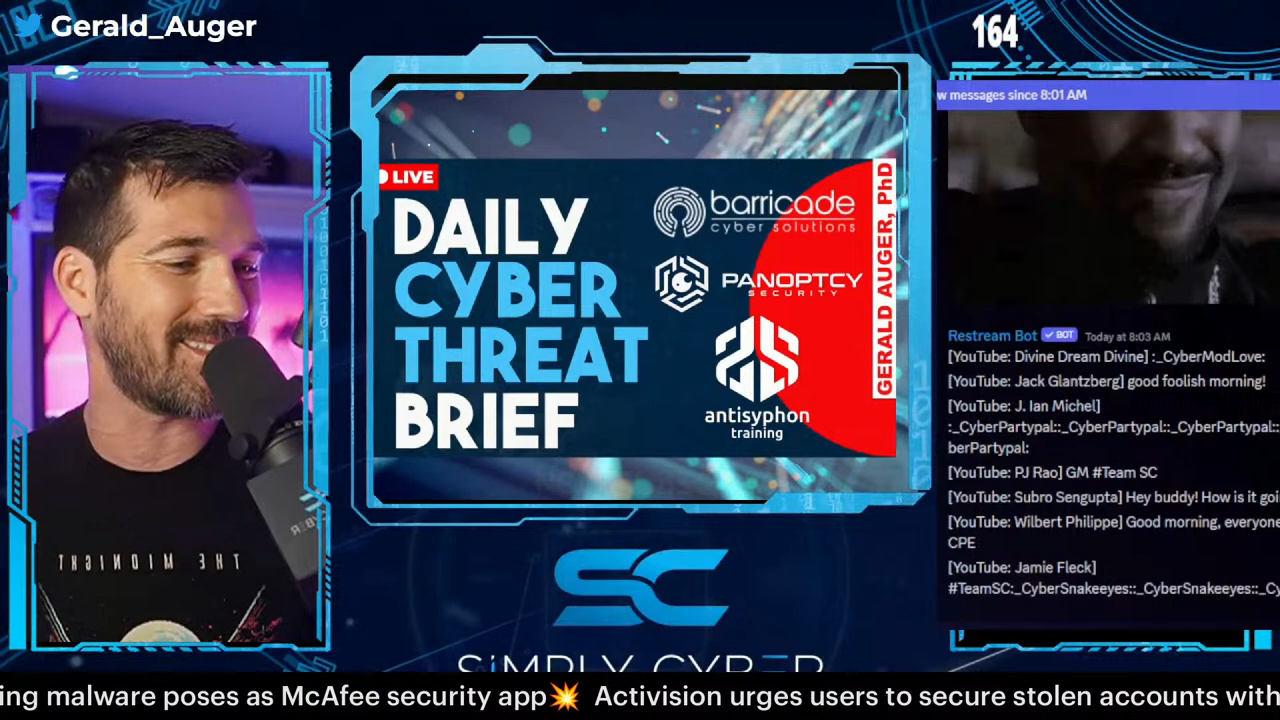 Gerald_Auger
164
LIVE
DAILY
CYBER
THREAT
BRIEF
barricade
cyber solutions
PANOPTCY
SECURITY
antisyphon
training
GERALD AUGER, PhD
THE MIDNIGHT
w messages since 8:01 AM
Restream Bot ✓ BOT Today at 8:03 AM
[YouTube: Divine Dream Divine] :_CyberModLove:
[YouTube: Jack Glantzberg] good foolish morning!
[YouTube: J. Ian Michel]
:_CyberPartypal::_CyberPartypal::_CyberPartypal::
berPartypal:
[YouTube: PJ Rao] GM #Team SC
[YouTube: Subro Sengupta] Hey buddy! How is it goi
[YouTube: Wilbert Philippe] Good morning, everyone
CPE
[YouTube: Jamie Fleck]
#TeamSC:_CyberSnakeeyes::_CyberSnakeeyes::_Cy
SC
SIMPLY CYBER
ing malware poses as McAfee security app💥 Activision urges users to secure stolen accounts with